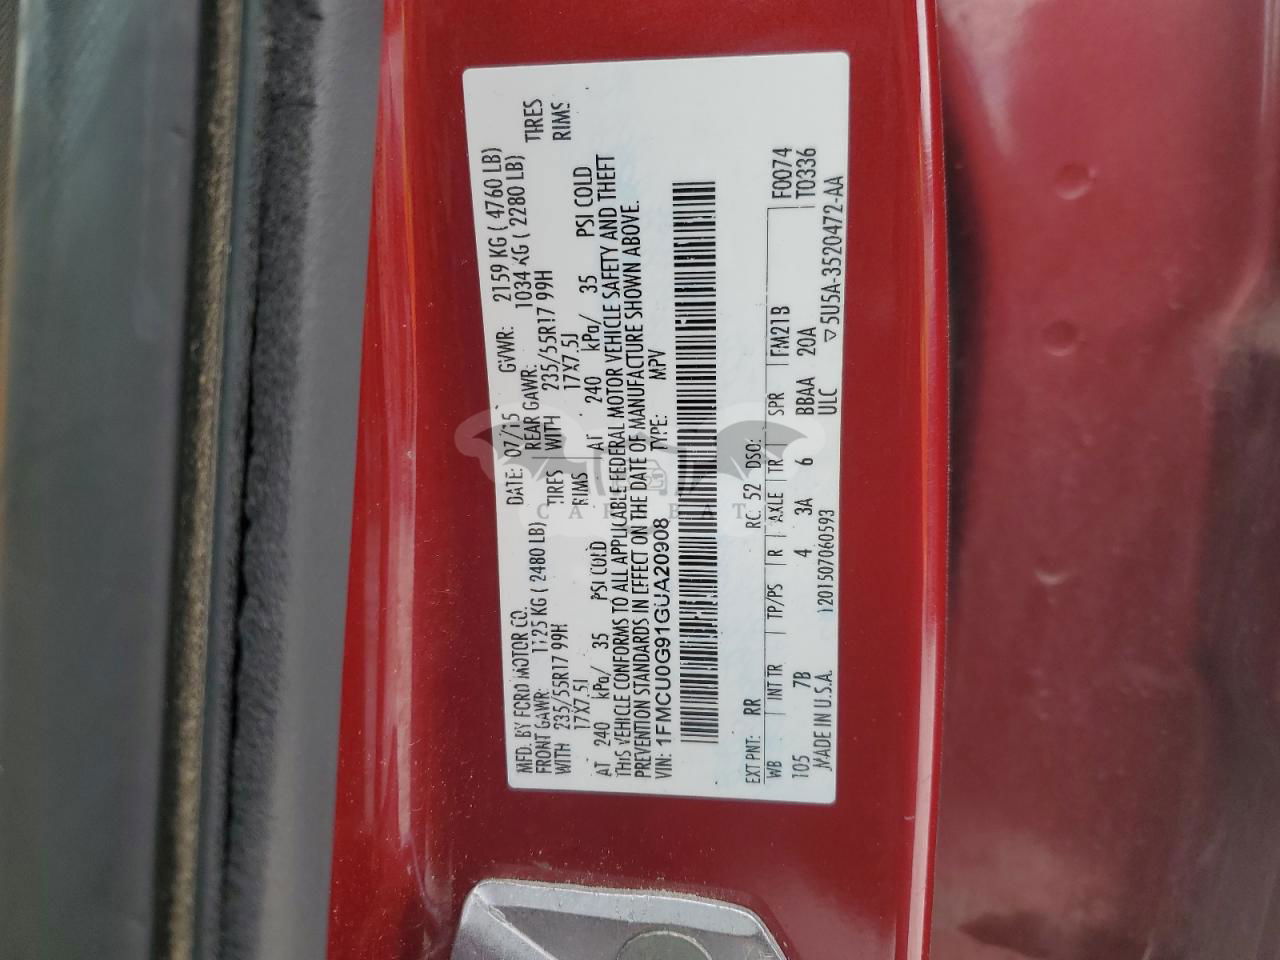 MFD. BY FORD MOTOR CO.
DATE: 07/15 GVWR: 2159 KG ( 4760 LB)
FRONT GAWR: 1125 KG ( 2480 LB) REAR GAWR: 1034 KG ( 2280 LB)
WITH 235/55R17 99H TIRES WITH 235/55R17 99H TIRES
17X7.5J RIMS 17X7.5J RIMS
AT 240 kPa/ 35 PSI COLD AT 240 kPa/ 35 PSI COLD
THIS VEHICLE CONFORMS TO ALL APPLICABLE FEDERAL MOTOR VEHICLE SAFETY AND THEFT
PREVENTION STANDARDS IN EFFECT ON THE DATE OF MANUFACTURE SHOWN ABOVE.
VIN: 1FMCU0G91GUA20908 TYPE: MPV
EXT PNT: RR RC: 52 DSO: FM21B F0074
WB INT TR TP/PS R AXLE TR SPR T0336
105 7B 4 3A 6 BBAA 20A
MADE IN U.S.A. 1201507060593 ULC ▽ 5U5A-3520472-AA
CAR BAT